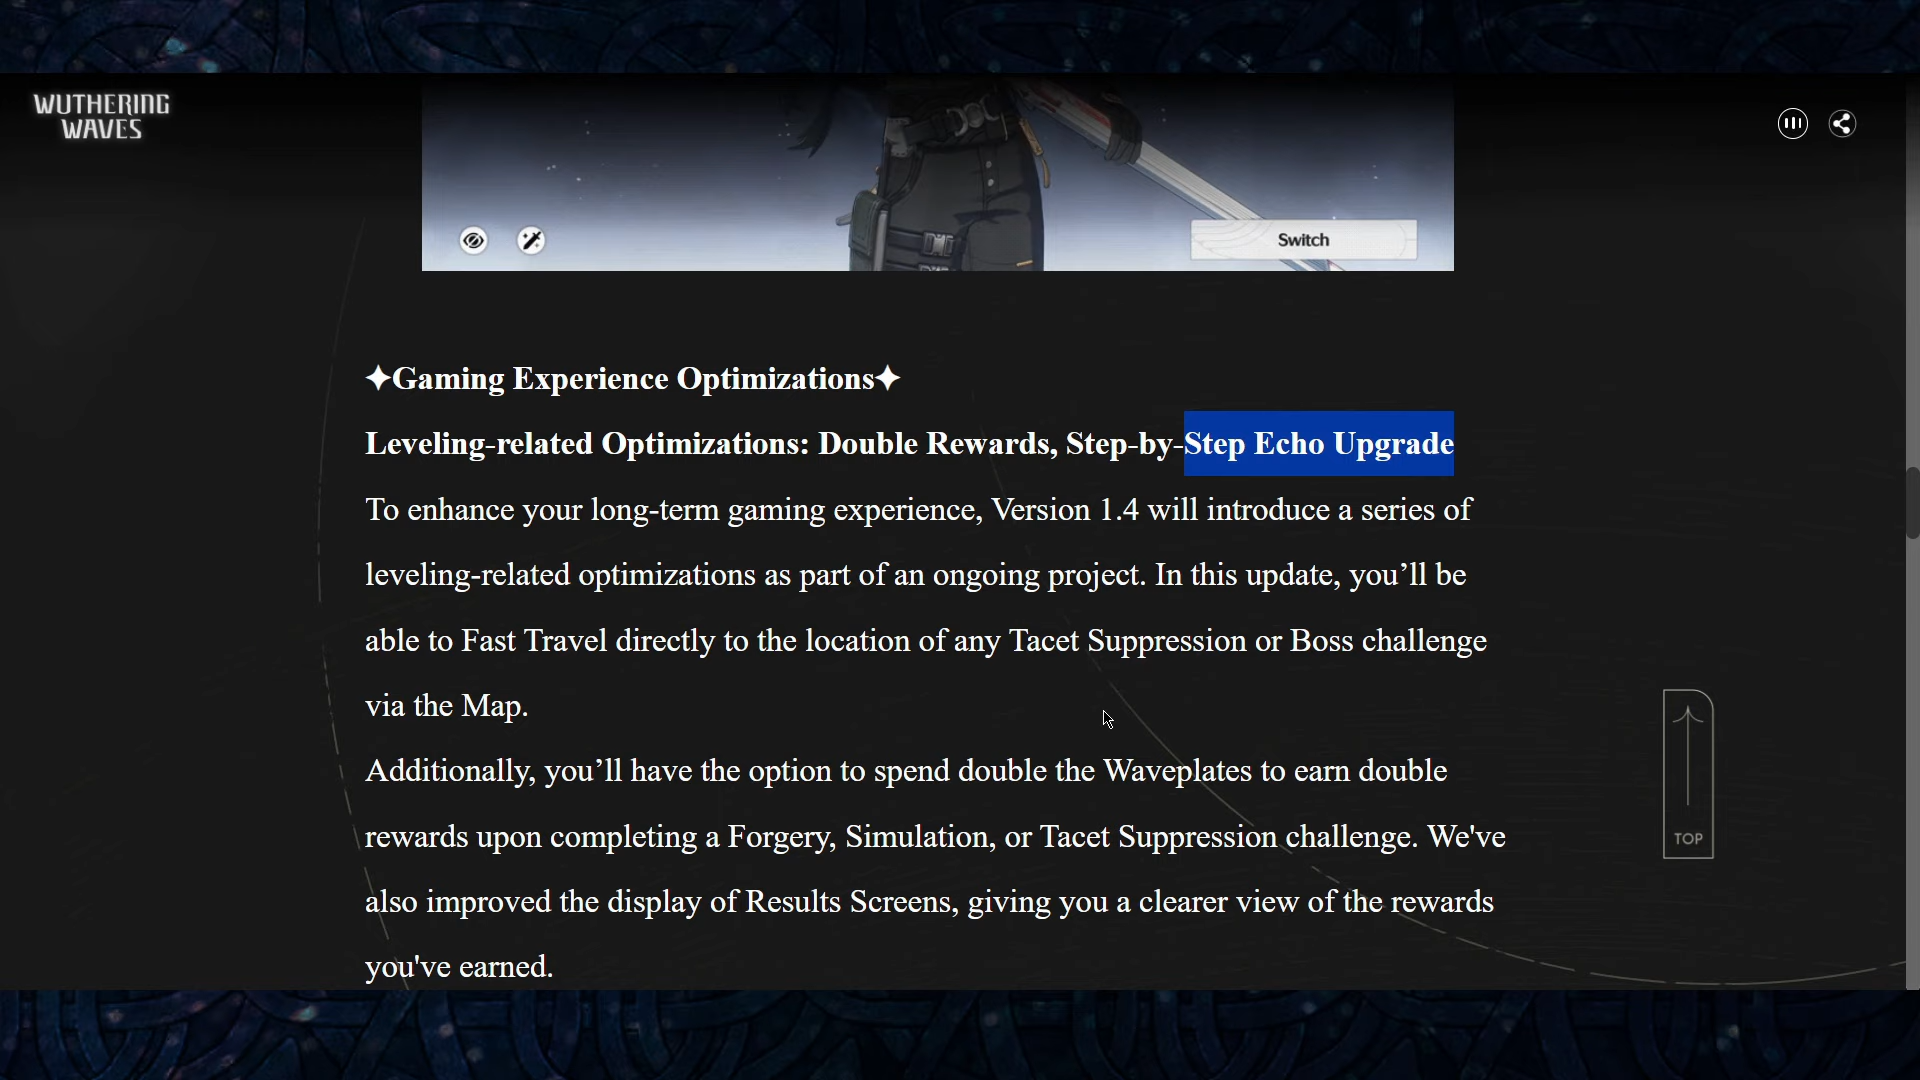 WUTHERING
WAVES
Switch
✦Gaming Experience Optimizations✦
Leveling-related Optimizations: Double Rewards, Step-by-Step Echo Upgrade
To enhance your long-term gaming experience, Version 1.4 will introduce a series of
leveling-related optimizations as part of an ongoing project. In this update, you’ll be
able to Fast Travel directly to the location of any Tacet Suppression or Boss challenge
via the Map.
Additionally, you’ll have the option to spend double the Waveplates to earn double
rewards upon completing a Forgery, Simulation, or Tacet Suppression challenge. We've
also improved the display of Results Screens, giving you a clearer view of the rewards
you've earned.
TOP